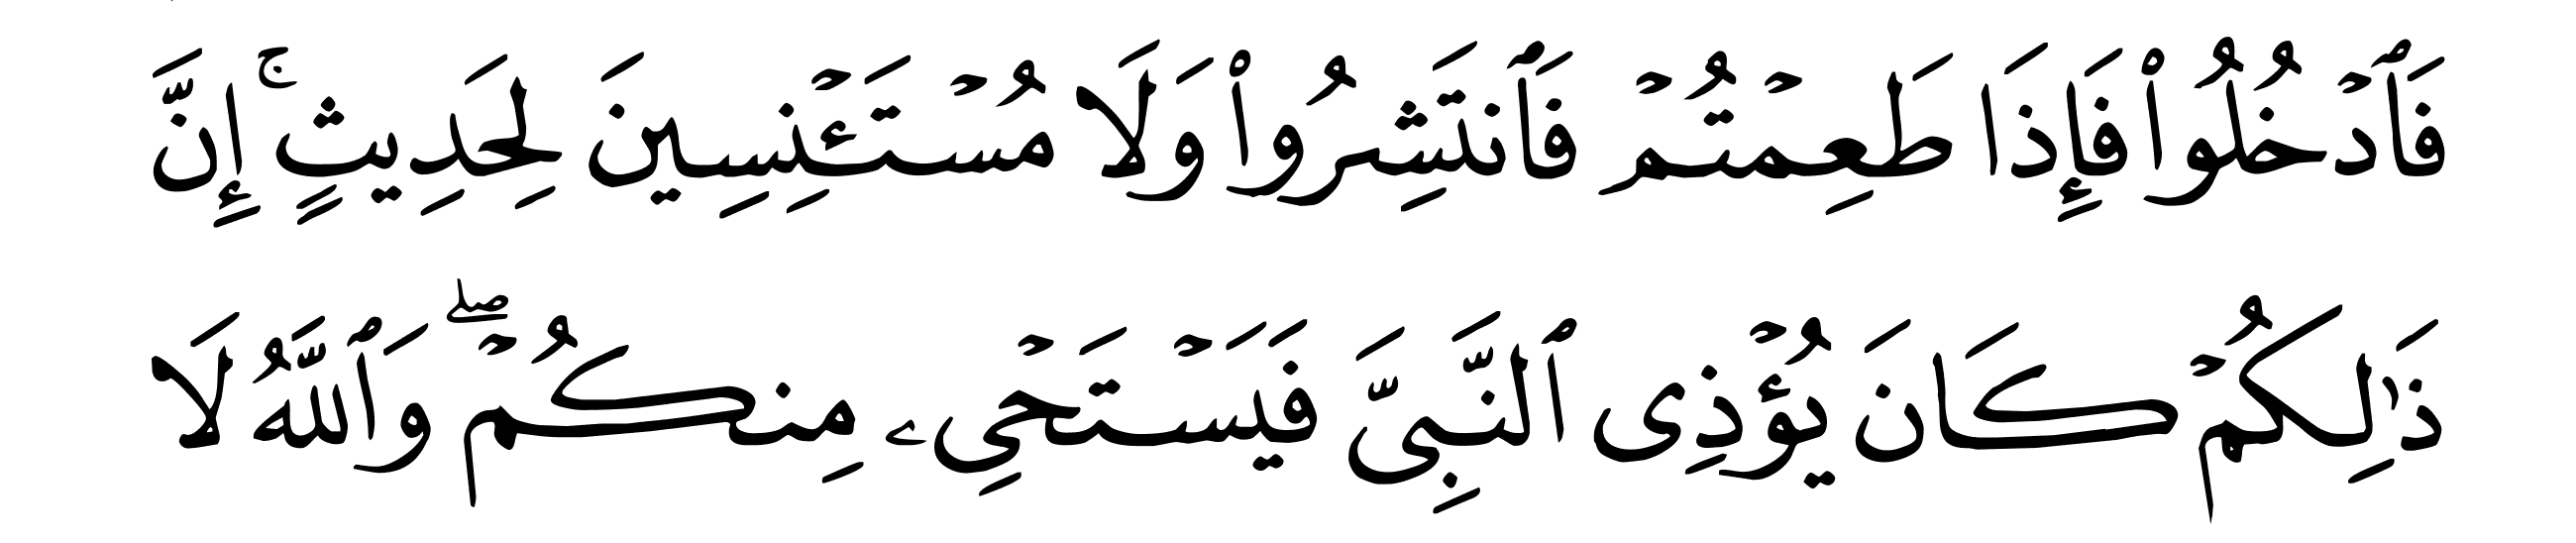 فَٱدۡخُلُواْ فَإِذَا طَعِمۡتُمۡ فَٱنتَشِرُواْ وَلَا مُسۡتَـٔۡنِسِينَ لِحَدِيثٍۚ إِنَّ
ذَٰلِكُمۡ كَانَ يُؤۡذِى ٱلنَّبِىَّ فَيَسۡتَحۡىِۦ مِنكُمۡۖ وَٱللَّهُ لَا